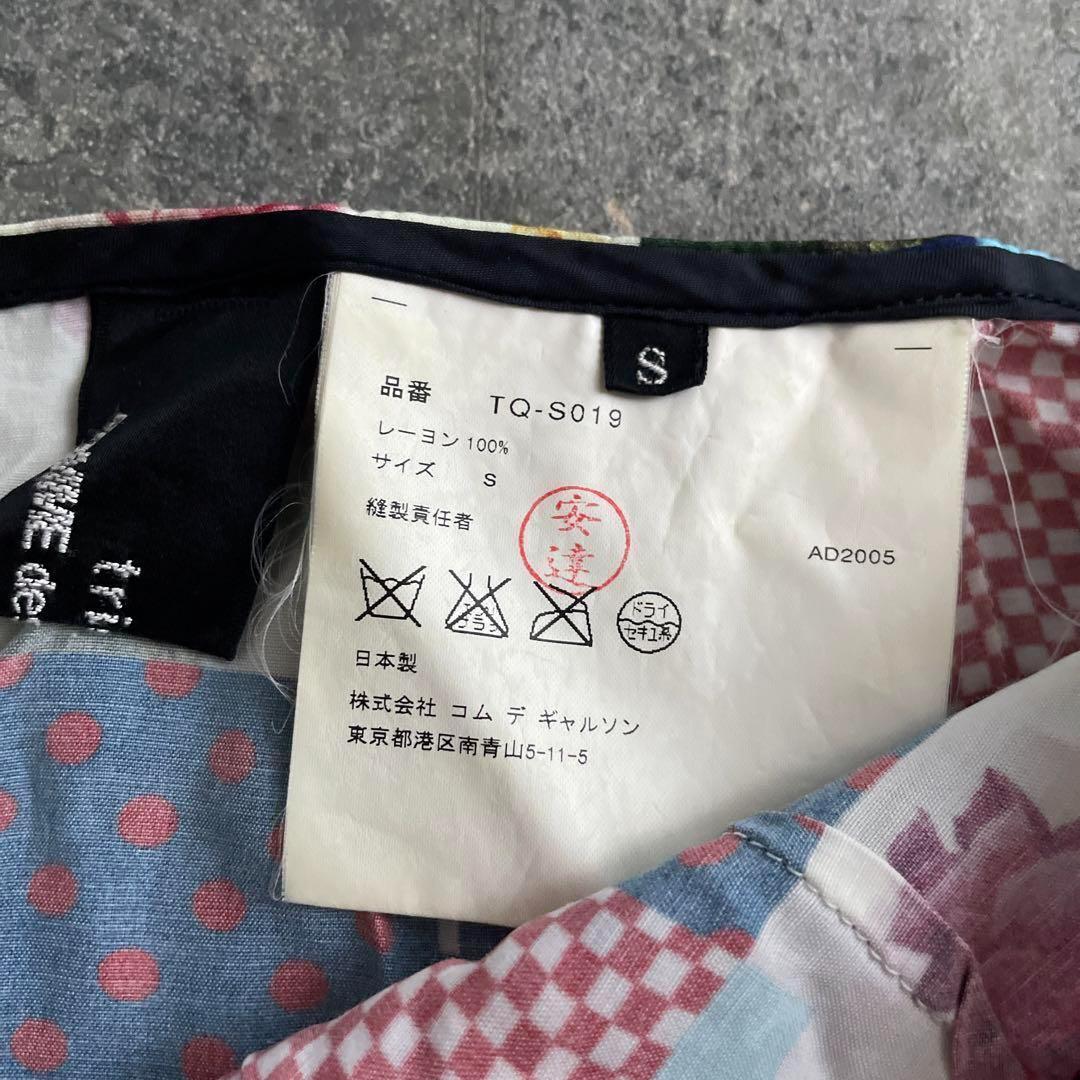 S
品番 TQ-S019
レーヨン 100%
サイズ S
縫製責任者
安達
AD2005
ドライ
セキユ系
日本製
株式会社 コム デ ギャルソン
東京都港区南青山5-11-5
tri
de